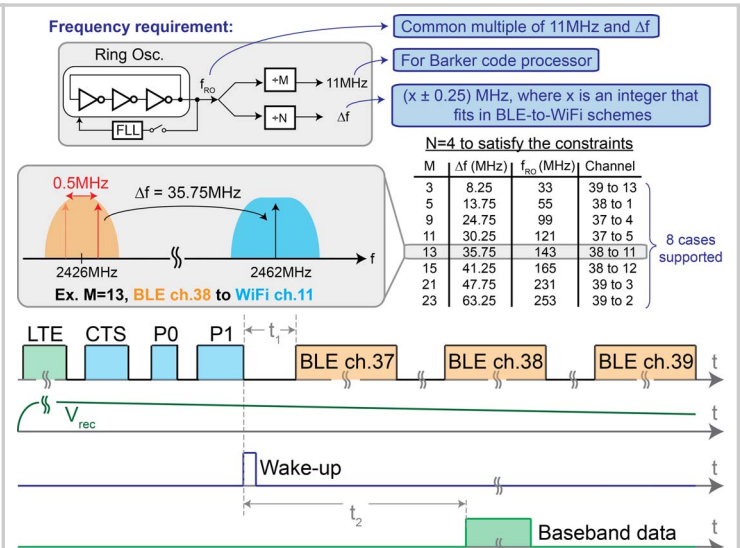 Frequency requirement:
Common multiple of 11MHz and Δf
Ring Osc.
f_RO
÷M
11MHz
For Barker code processor
÷N
Δf
(x ± 0.25) MHz, where x is an integer that
fits in BLE-to-WiFi schemes
FLL
N=4 to satisfy the constraints
M Δf (MHz) f_RO (MHz) Channel
3 8.25 33 39 to 13
5 13.75 55 38 to 1
9 24.75 99 37 to 4
11 30.25 121 37 to 5
13 35.75 143 38 to 11
15 41.25 165 38 to 12
21 47.75 231 39 to 3
23 63.25 253 39 to 2
8 cases
supported
0.5MHz
Δf = 35.75MHz
f
2426MHz
2462MHz
Ex. M=13, BLE ch.38 to WiFi ch.11
LTE CTS P0 P1 t_1
BLE ch.37 BLE ch.38 BLE ch.39 t
V_rec t
Wake-up t
t_2
Baseband data t